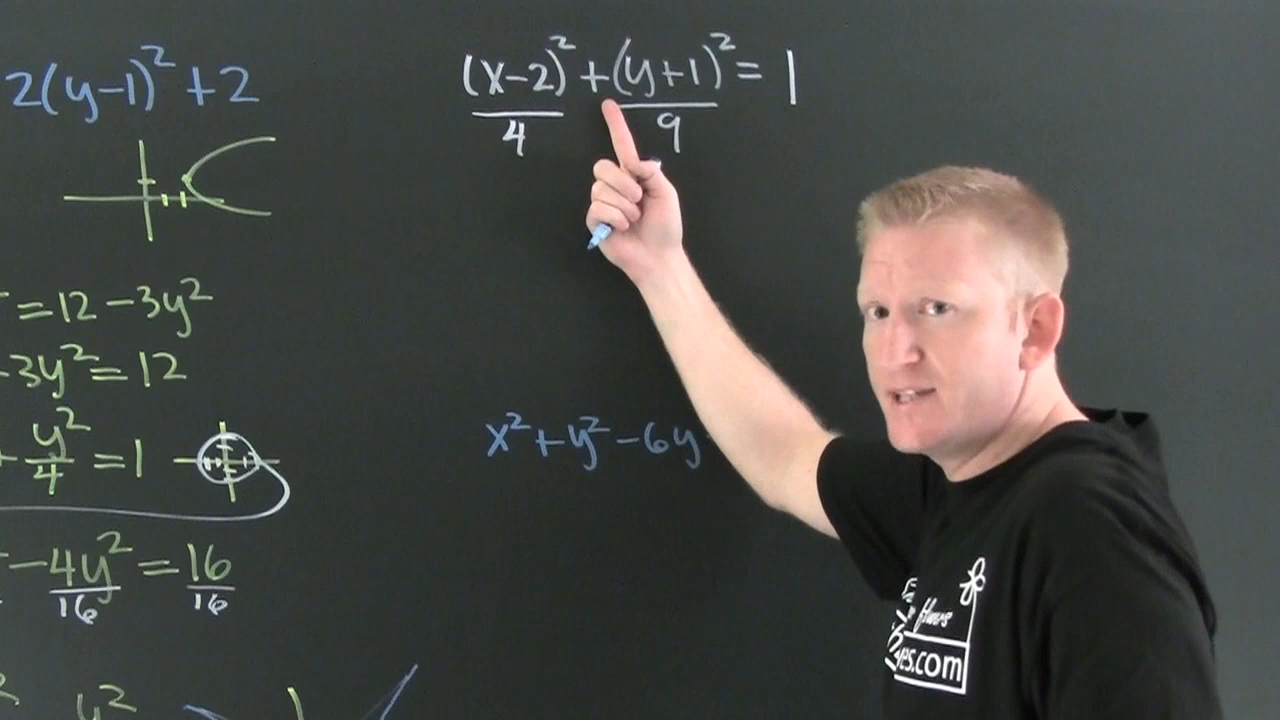 2(y-1)² + 2
(x-2)²/4 + (y+1)²/9 = 1
= 12 - 3y²
3y² = 12
+ y²/4 = 1
x² + y² - 6y
- 4y²/16 = 16/16
y²
es.com